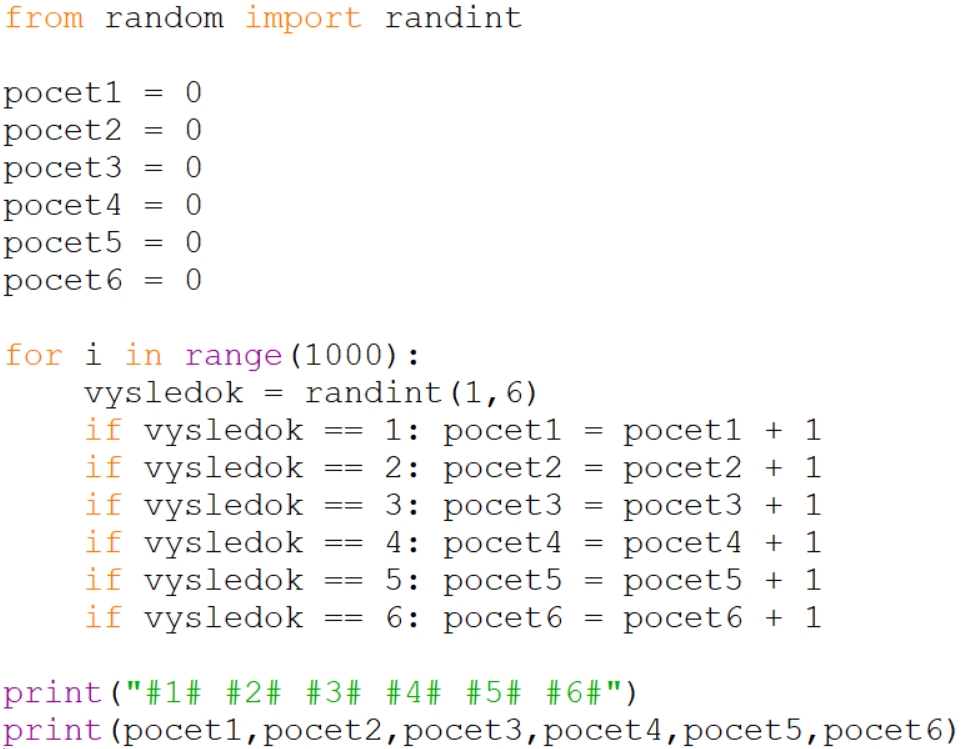 from random import randint
pocet1 = 0
pocet2 = 0
pocet3 = 0
pocet4 = 0
pocet5 = 0
pocet6 = 0
for i in range(1000):
    vysledok = randint(1,6)
    if vysledok == 1: pocet1 = pocet1 + 1
    if vysledok == 2: pocet2 = pocet2 + 1
    if vysledok == 3: pocet3 = pocet3 + 1
    if vysledok == 4: pocet4 = pocet4 + 1
    if vysledok == 5: pocet5 = pocet5 + 1
    if vysledok == 6: pocet6 = pocet6 + 1
print("#1# #2# #3# #4# #5# #6#")
print(pocet1,pocet2,pocet3,pocet4,pocet5,pocet6)